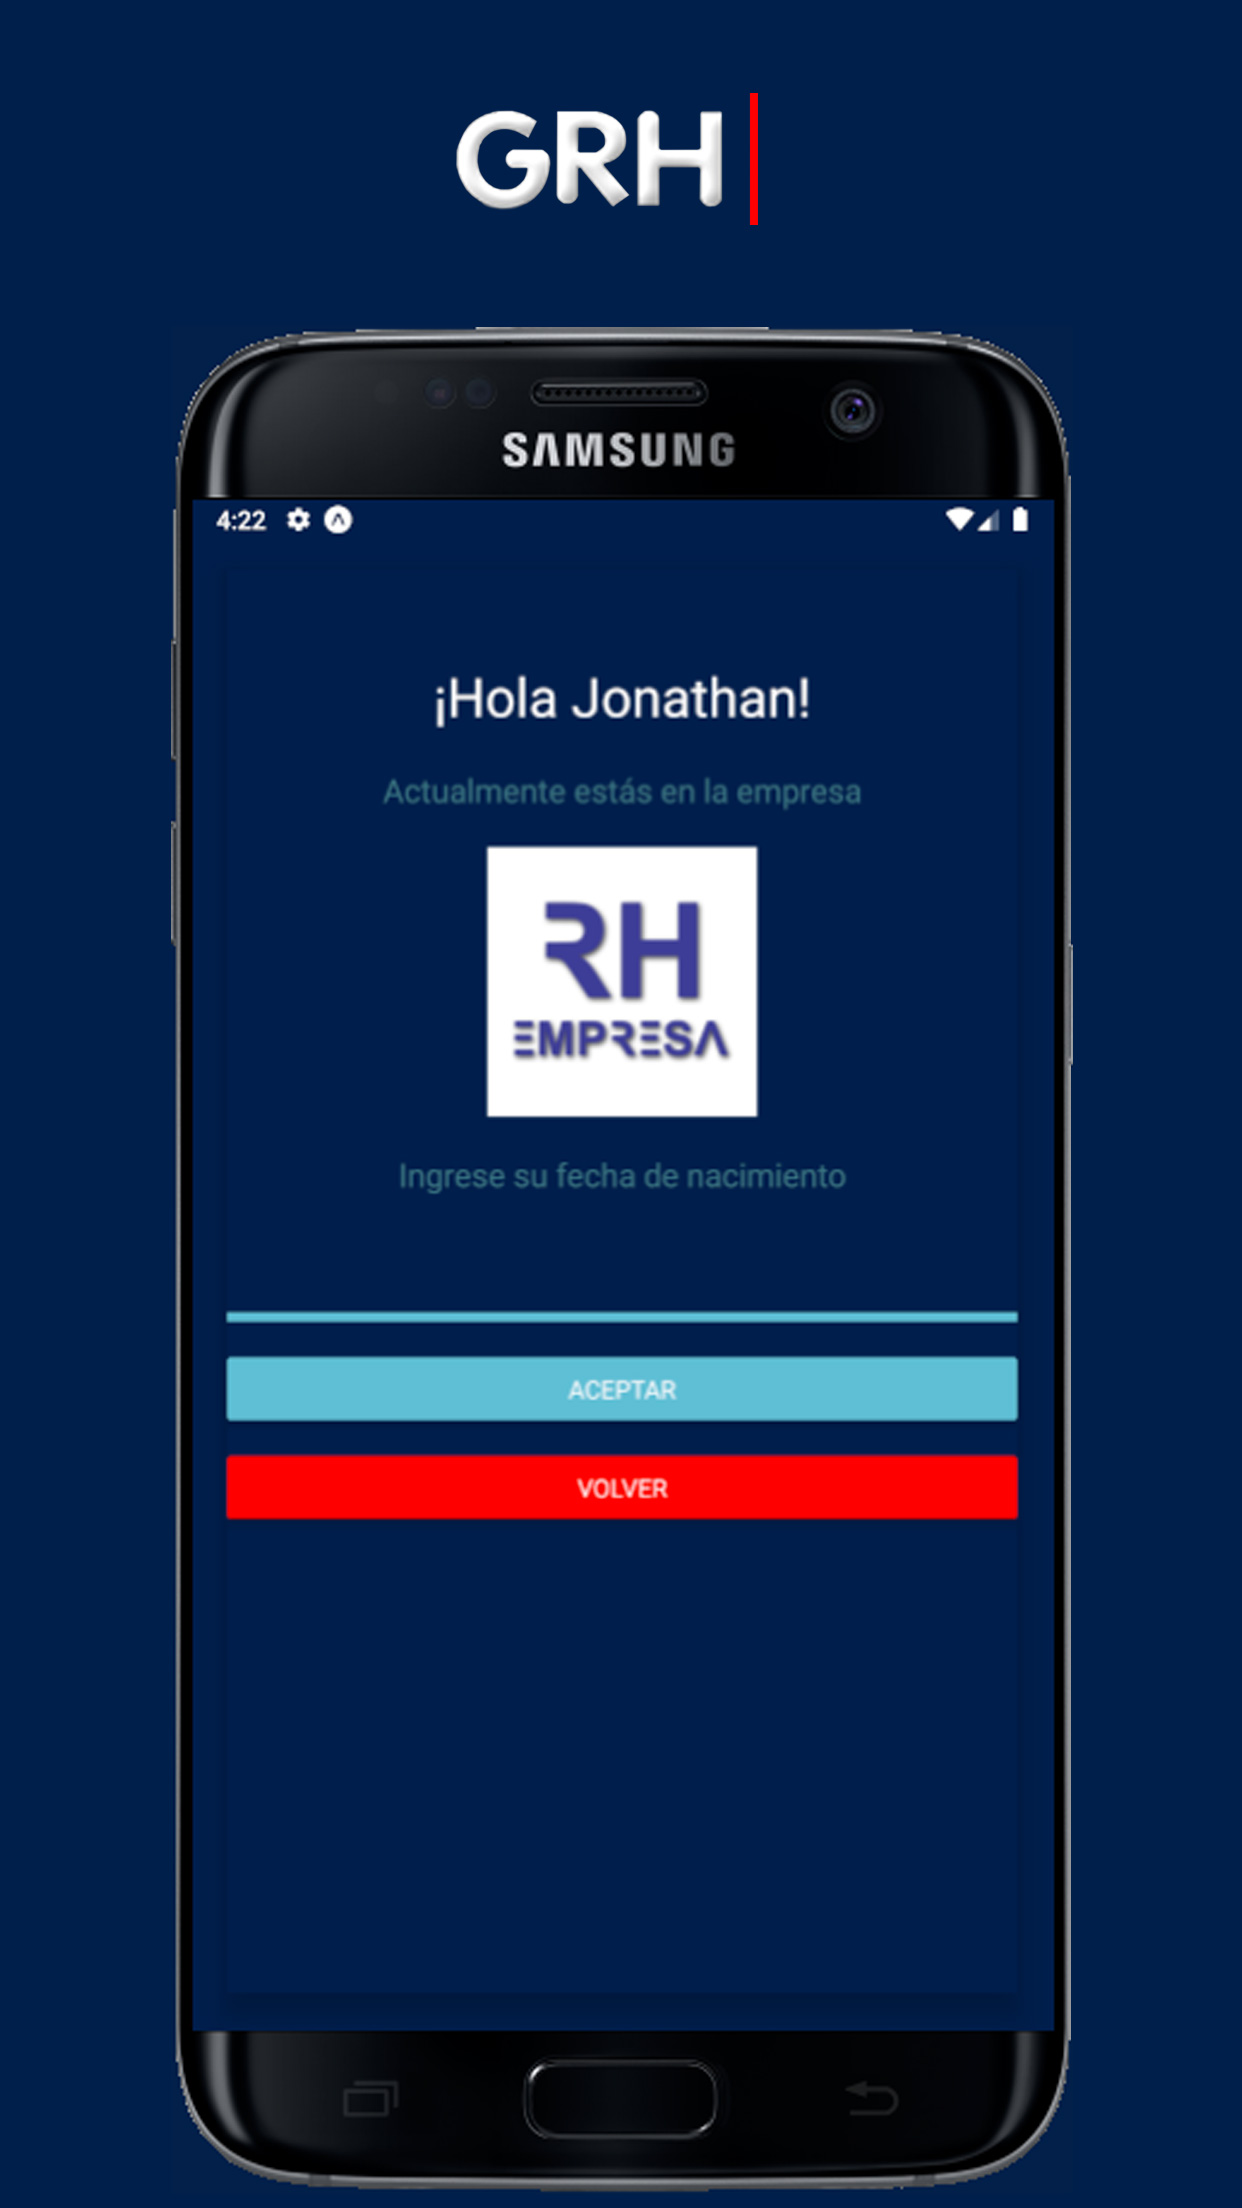 GRH
SAMSUNG
4:22
¡Hola Jonathan!
Actualmente estás en la empresa
RH
EMPRESA
Ingrese su fecha de nacimiento
ACEPTAR
VOLVER